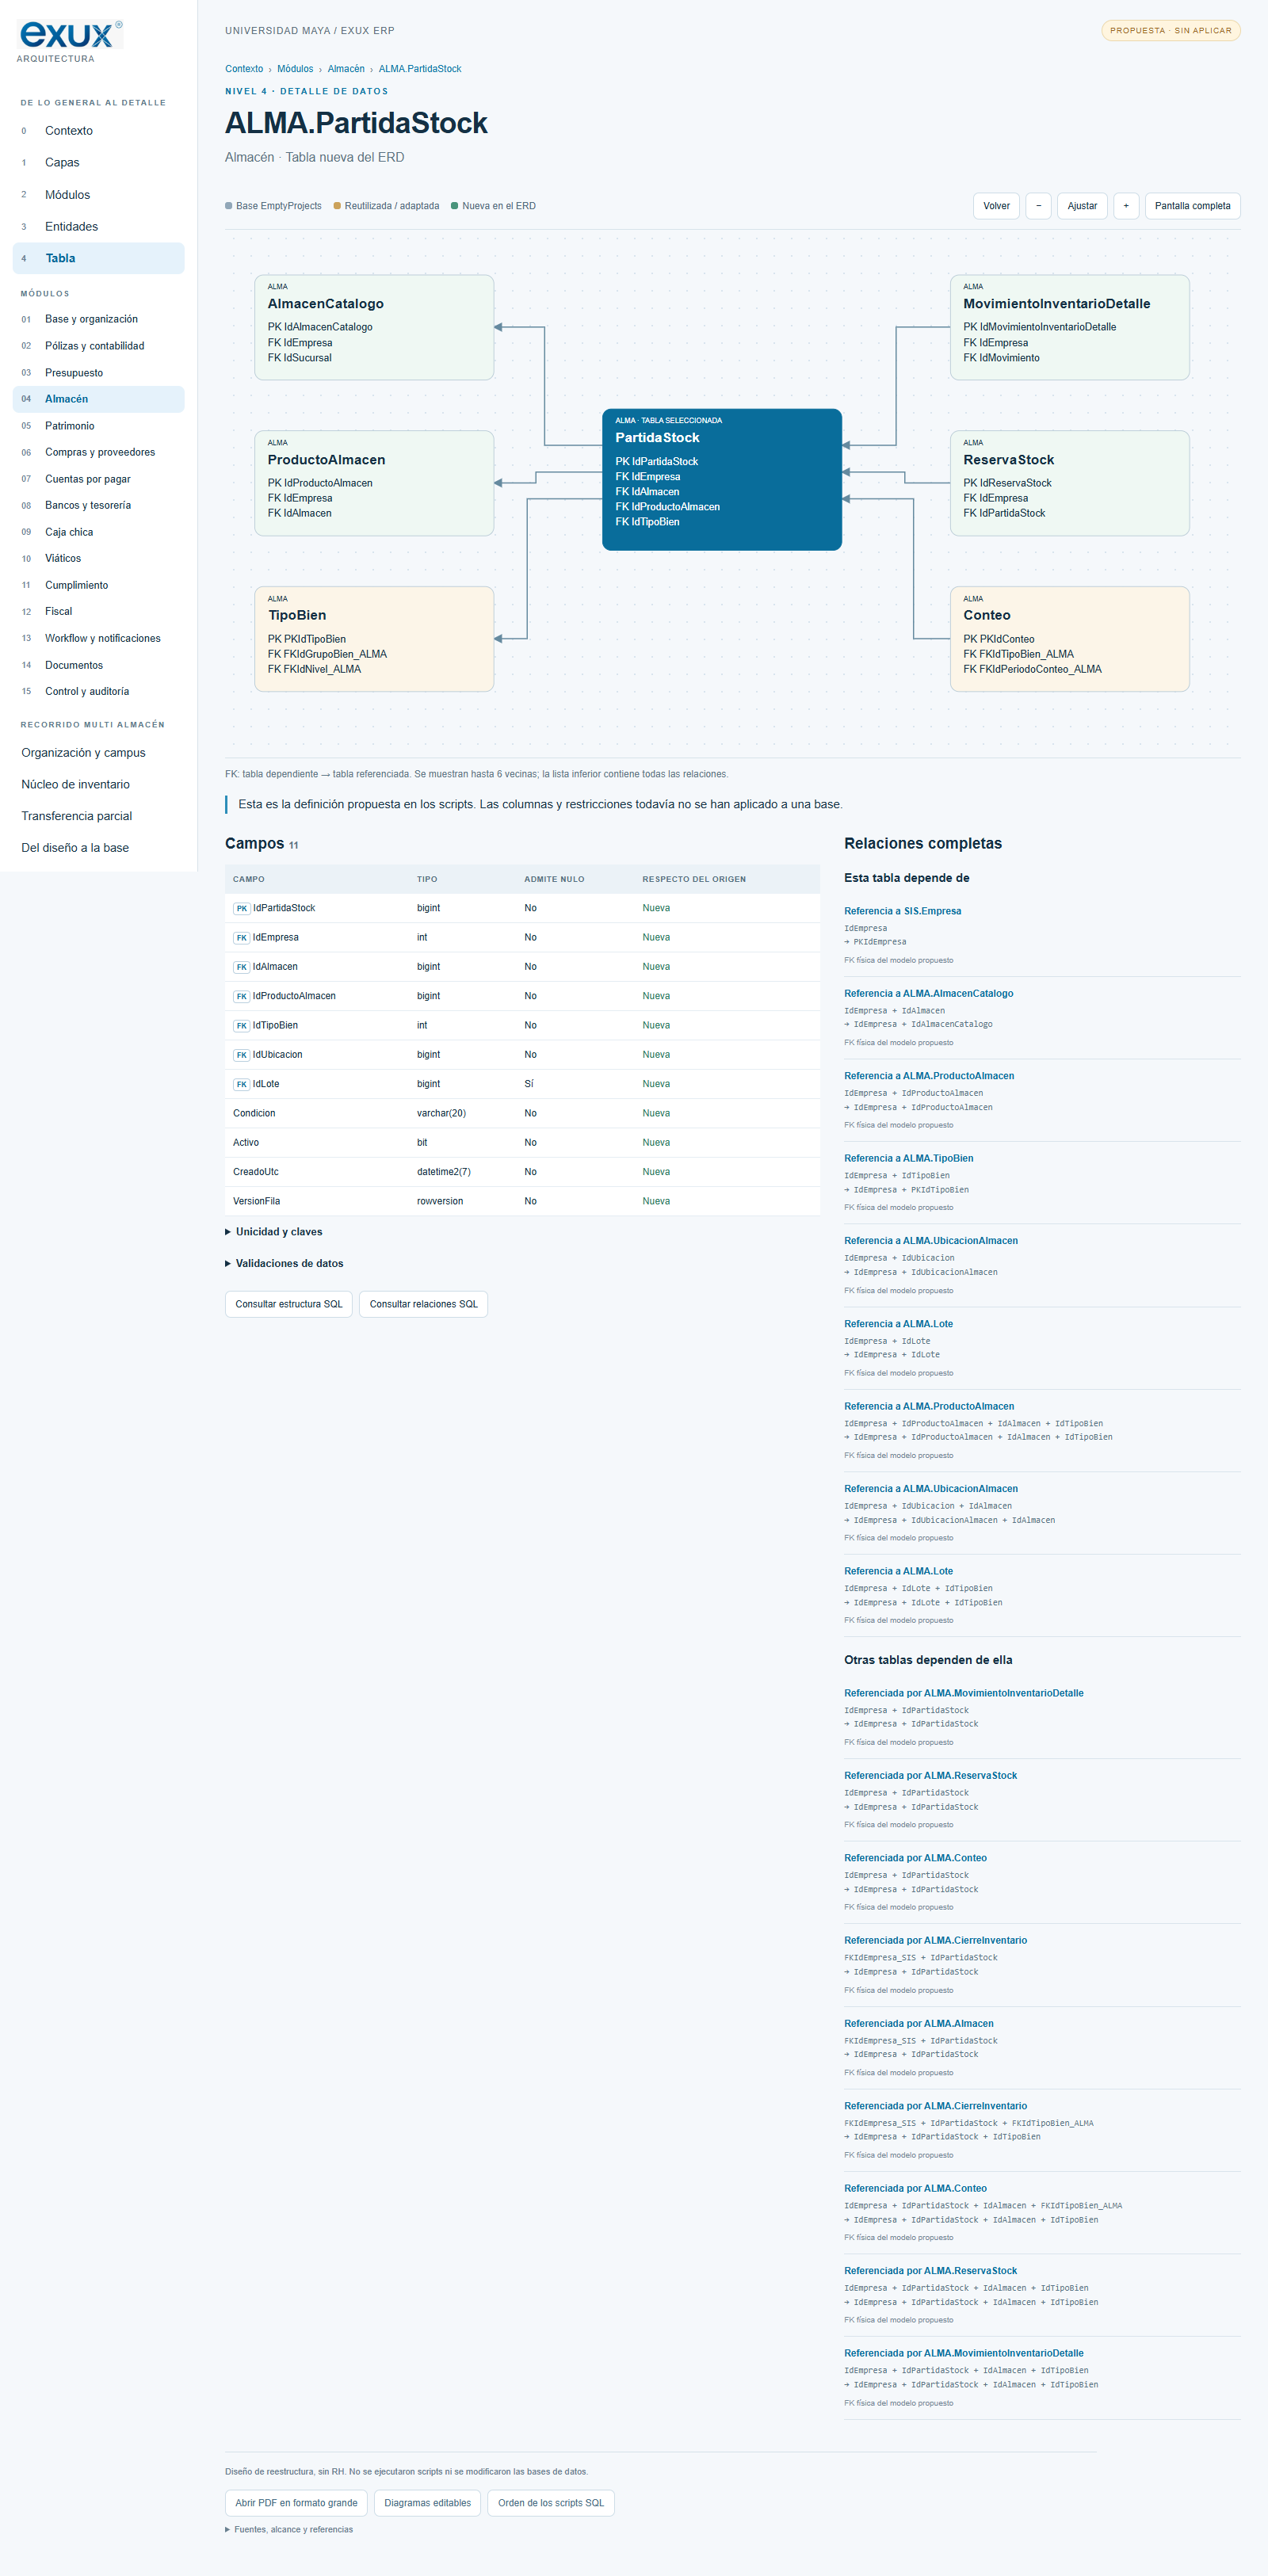 exux®
ARQUITECTURA
DE LO GENERAL AL DETALLE
0 Contexto
1 Capas
2 Módulos
3 Entidades
4 Tabla
MÓDULOS
01 Base y organización
02 Pólizas y contabilidad
03 Presupuesto
04 Almacén
05 Patrimonio
06 Compras y proveedores
07 Cuentas por pagar
08 Bancos y tesorería
09 Caja chica
10 Viáticos
11 Cumplimiento
12 Fiscal
13 Workflow y notificaciones
14 Documentos
15 Control y auditoría
RECORRIDO MULTI ALMACÉN
Organización y campus
Núcleo de inventario
Transferencia parcial
Del diseño a la base
UNIVERSIDAD MAYA / EXUX ERP
PROPUESTA · SIN APLICAR
Contexto › Módulos › Almacén › ALMA.PartidaStock
NIVEL 4 · DETALLE DE DATOS
ALMA.PartidaStock
Almacén · Tabla nueva del ERD
Base EmptyProjects Reutilizada / adaptada Nueva en el ERD
Volver − Ajustar + Pantalla completa
ALMA
AlmacenCatalogo
PK IdAlmacenCatalogo
FK IdEmpresa
FK IdSucursal
ALMA
ProductoAlmacen
PK IdProductoAlmacen
FK IdEmpresa
FK IdAlmacen
ALMA
TipoBien
PK PKIdTipoBien
FK FKIdGrupoBien_ALMA
FK FKIdNivel_ALMA
ALMA · TABLA SELECCIONADA
PartidaStock
PK IdPartidaStock
FK IdEmpresa
FK IdAlmacen
FK IdProductoAlmacen
FK IdTipoBien
ALMA
MovimientoInventarioDetalle
PK IdMovimientoInventarioDetalle
FK IdEmpresa
FK IdMovimiento
ALMA
ReservaStock
PK IdReservaStock
FK IdEmpresa
FK IdPartidaStock
ALMA
Conteo
PK PKIdConteo
FK FKIdTipoBien_ALMA
FK FKIdPeriodoConteo_ALMA
FK: tabla dependiente → tabla referenciada. Se muestran hasta 6 vecinas; la lista inferior contiene todas las relaciones.
Esta es la definición propuesta en los scripts. Las columnas y restricciones todavía no se han aplicado a una base.
Campos 11
CAMPO TIPO ADMITE NULO RESPECTO DEL ORIGEN
PK IdPartidaStock bigint No Nueva
FK IdEmpresa int No Nueva
FK IdAlmacen bigint No Nueva
FK IdProductoAlmacen bigint No Nueva
FK IdTipoBien int No Nueva
FK IdUbicacion bigint No Nueva
FK IdLote bigint Sí Nueva
Condicion varchar(20) No Nueva
Activo bit No Nueva
CreadoUtc datetime2(7) No Nueva
VersionFila rowversion No Nueva
▶ Unicidad y claves
▶ Validaciones de datos
Consultar estructura SQL Consultar relaciones SQL
Relaciones completas
Esta tabla depende de
Referencia a SIS.Empresa
IdEmpresa
→ PKIdEmpresa
FK física del modelo propuesto
Referencia a ALMA.AlmacenCatalogo
IdEmpresa + IdAlmacen
→ IdEmpresa + IdAlmacenCatalogo
FK física del modelo propuesto
Referencia a ALMA.ProductoAlmacen
IdEmpresa + IdProductoAlmacen
→ IdEmpresa + IdProductoAlmacen
FK física del modelo propuesto
Referencia a ALMA.TipoBien
IdEmpresa + IdTipoBien
→ IdEmpresa + PKIdTipoBien
FK física del modelo propuesto
Referencia a ALMA.UbicacionAlmacen
IdEmpresa + IdUbicacion
→ IdEmpresa + IdUbicacionAlmacen
FK física del modelo propuesto
Referencia a ALMA.Lote
IdEmpresa + IdLote
→ IdEmpresa + IdLote
FK física del modelo propuesto
Referencia a ALMA.ProductoAlmacen
IdEmpresa + IdProductoAlmacen + IdAlmacen + IdTipoBien
→ IdEmpresa + IdProductoAlmacen + IdAlmacen + IdTipoBien
FK física del modelo propuesto
Referencia a ALMA.UbicacionAlmacen
IdEmpresa + IdUbicacion + IdAlmacen
→ IdEmpresa + IdUbicacionAlmacen + IdAlmacen
FK física del modelo propuesto
Referencia a ALMA.Lote
IdEmpresa + IdLote + IdTipoBien
→ IdEmpresa + IdLote + IdTipoBien
FK física del modelo propuesto
Otras tablas dependen de ella
Referenciada por ALMA.MovimientoInventarioDetalle
IdEmpresa + IdPartidaStock
→ IdEmpresa + IdPartidaStock
FK física del modelo propuesto
Referenciada por ALMA.ReservaStock
IdEmpresa + IdPartidaStock
→ IdEmpresa + IdPartidaStock
FK física del modelo propuesto
Referenciada por ALMA.Conteo
IdEmpresa + IdPartidaStock
→ IdEmpresa + IdPartidaStock
FK física del modelo propuesto
Referenciada por ALMA.CierreInventario
FKIdEmpresa_SIS + IdPartidaStock
→ IdEmpresa + IdPartidaStock
FK física del modelo propuesto
Referenciada por ALMA.Almacen
FKIdEmpresa_SIS + IdPartidaStock
→ IdEmpresa + IdPartidaStock
FK física del modelo propuesto
Referenciada por ALMA.CierreInventario
FKIdEmpresa_SIS + IdPartidaStock + FKIdTipoBien_ALMA
→ IdEmpresa + IdPartidaStock + IdTipoBien
FK física del modelo propuesto
Referenciada por ALMA.Conteo
IdEmpresa + IdPartidaStock + IdAlmacen + FKIdTipoBien_ALMA
→ IdEmpresa + IdPartidaStock + IdAlmacen + IdTipoBien
FK física del modelo propuesto
Referenciada por ALMA.ReservaStock
IdEmpresa + IdPartidaStock + IdAlmacen + IdTipoBien
→ IdEmpresa + IdPartidaStock + IdAlmacen + IdTipoBien
FK física del modelo propuesto
Referenciada por ALMA.MovimientoInventarioDetalle
IdEmpresa + IdPartidaStock + IdAlmacen + IdTipoBien
→ IdEmpresa + IdPartidaStock + IdAlmacen + IdTipoBien
FK física del modelo propuesto
Diseño de reestructura, sin RH. No se ejecutaron scripts ni se modificaron las bases de datos.
Abrir PDF en formato grande Diagramas editables Orden de los scripts SQL
▶ Fuentes, alcance y referencias